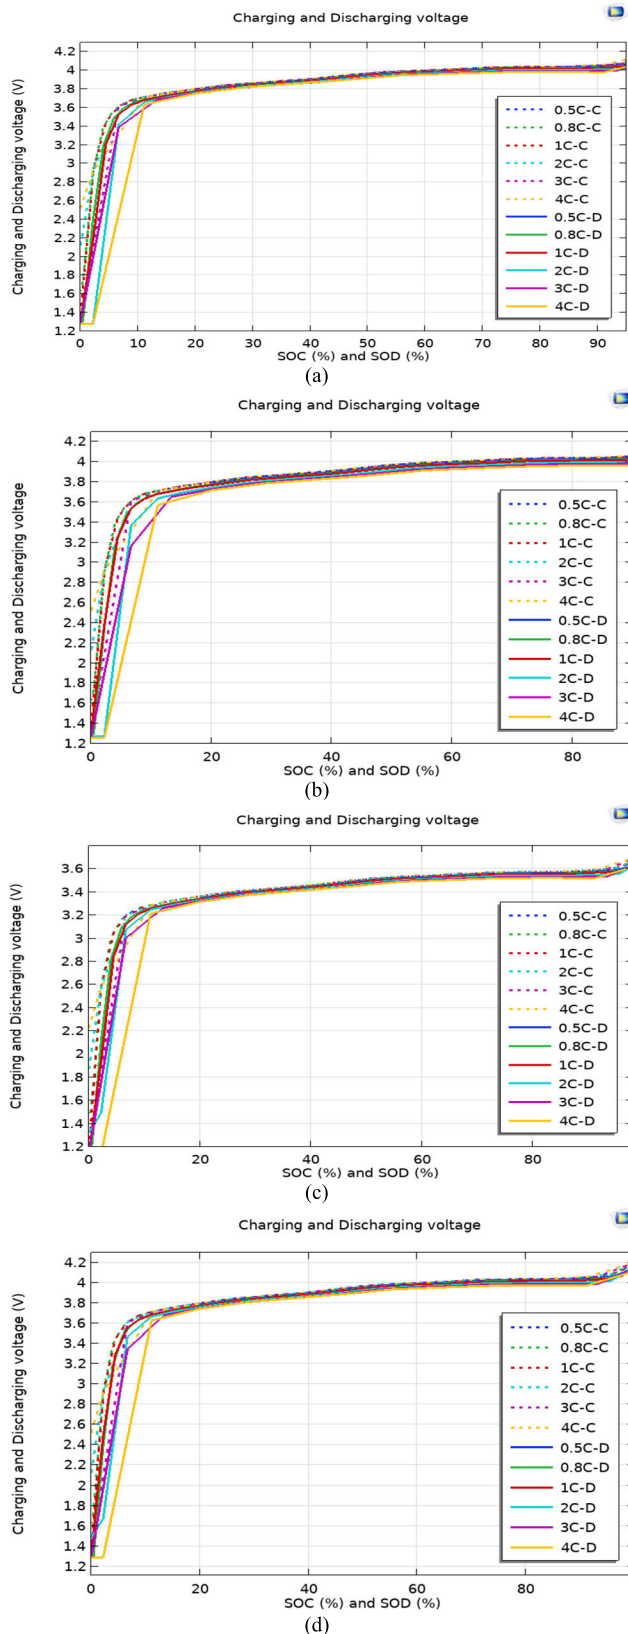 Charging and Discharging voltage
Charging and Discharging Voltage (V)
4.2
4
3.8
3.6
3.4
3.2
3
2.8
2.6
2.4
2.2
2
1.8
1.6
1.4
1.2
0.5C-C
0.8C-C
1C-C
2C-C
3C-C
4C-C
0.5C-D
0.8C-D
1C-D
2C-D
3C-D
4C-D
0 10 20 30 40 50 60 70 80 90
SOC (%) and SOD (%)
(a)
Charging and Discharging voltage
Charging and Discharging voltage
4.2
4
3.8
3.6
3.4
3.2
3
2.8
2.6
2.4
2.2
2
1.8
1.6
1.4
1.2
0.5C-C
0.8C-C
1C-C
2C-C
3C-C
4C-C
0.5C-D
0.8C-D
1C-D
2C-D
3C-D
4C-D
0 20 40 60 80
SOC (%) and SOD (%)
(b)
Charging and Discharging voltage
Charging and Discharging voltage (V)
3.6
3.4
3.2
3
2.8
2.6
2.4
2.2
2
1.8
1.6
1.4
1.2
0.5C-C
0.8C-C
1C-C
2C-C
3C-C
4C-C
0.5C-D
0.8C-D
1C-D
2C-D
3C-D
4C-D
0 20 40 60 80
SOC (%) and SOD (%)
(c)
Charging and Discharging voltage
Charging and Discharging voltage (V)
4.2
4
3.8
3.6
3.4
3.2
3
2.8
2.6
2.4
2.2
2
1.8
1.6
1.4
1.2
0.5C-C
0.8C-C
1C-C
2C-C
3C-C
4C-C
0.5C-D
0.8C-D
1C-D
2C-D
3C-D
4C-D
0 20 40 60 80
SOC (%) and SOD (%)
(d)